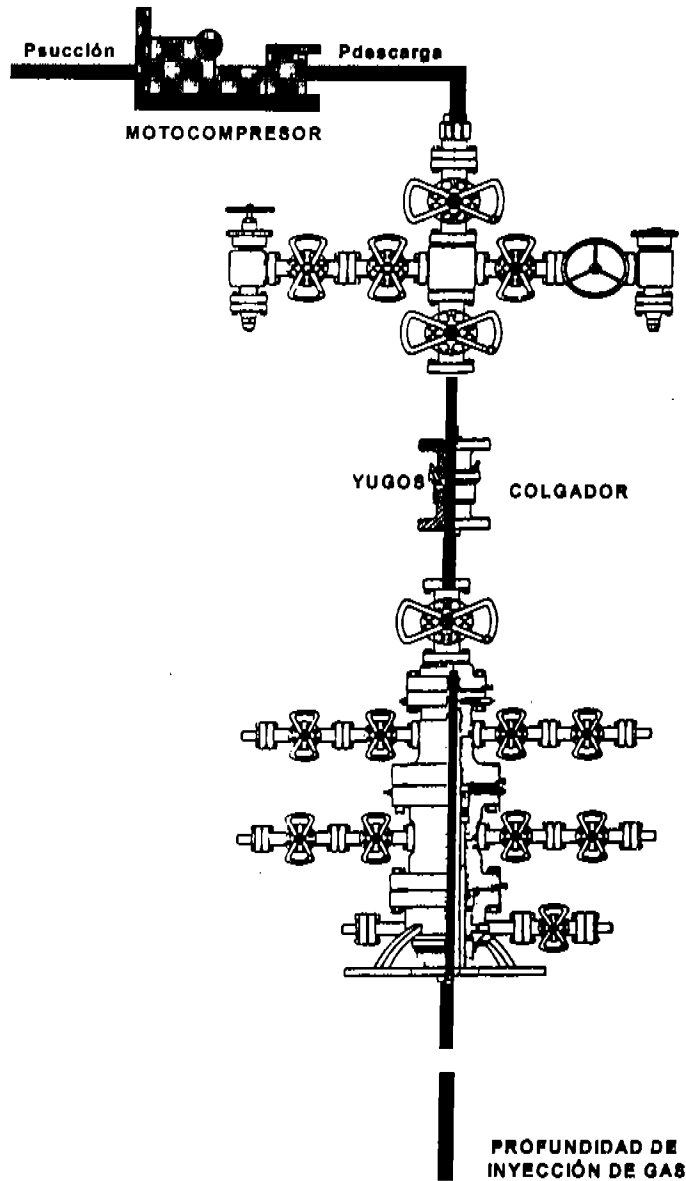 Psucción
Pdescarga
MOTOCOMPRESOR
YUGOS
COLGADOR
PROFUNDIDAD DE
INYECCIÓN DE GAS